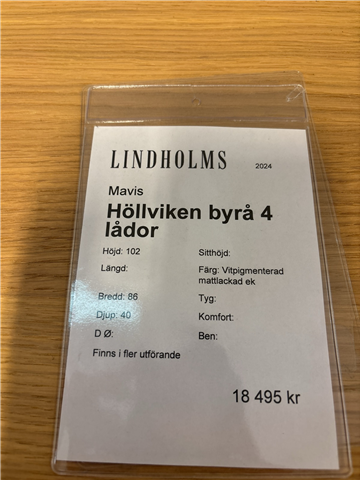 LINDHOLMS 2024
Mavis
Höllviken byrå 4
lådor
Höjd: 102 Sitthöjd:
Längd: Färg: Vitpigmenterad
mattlackad ek
Bredd: 86 Tyg:
Djup: 40 Komfort:
D Ø: Ben:
Finns i fler utförande
18 495 kr